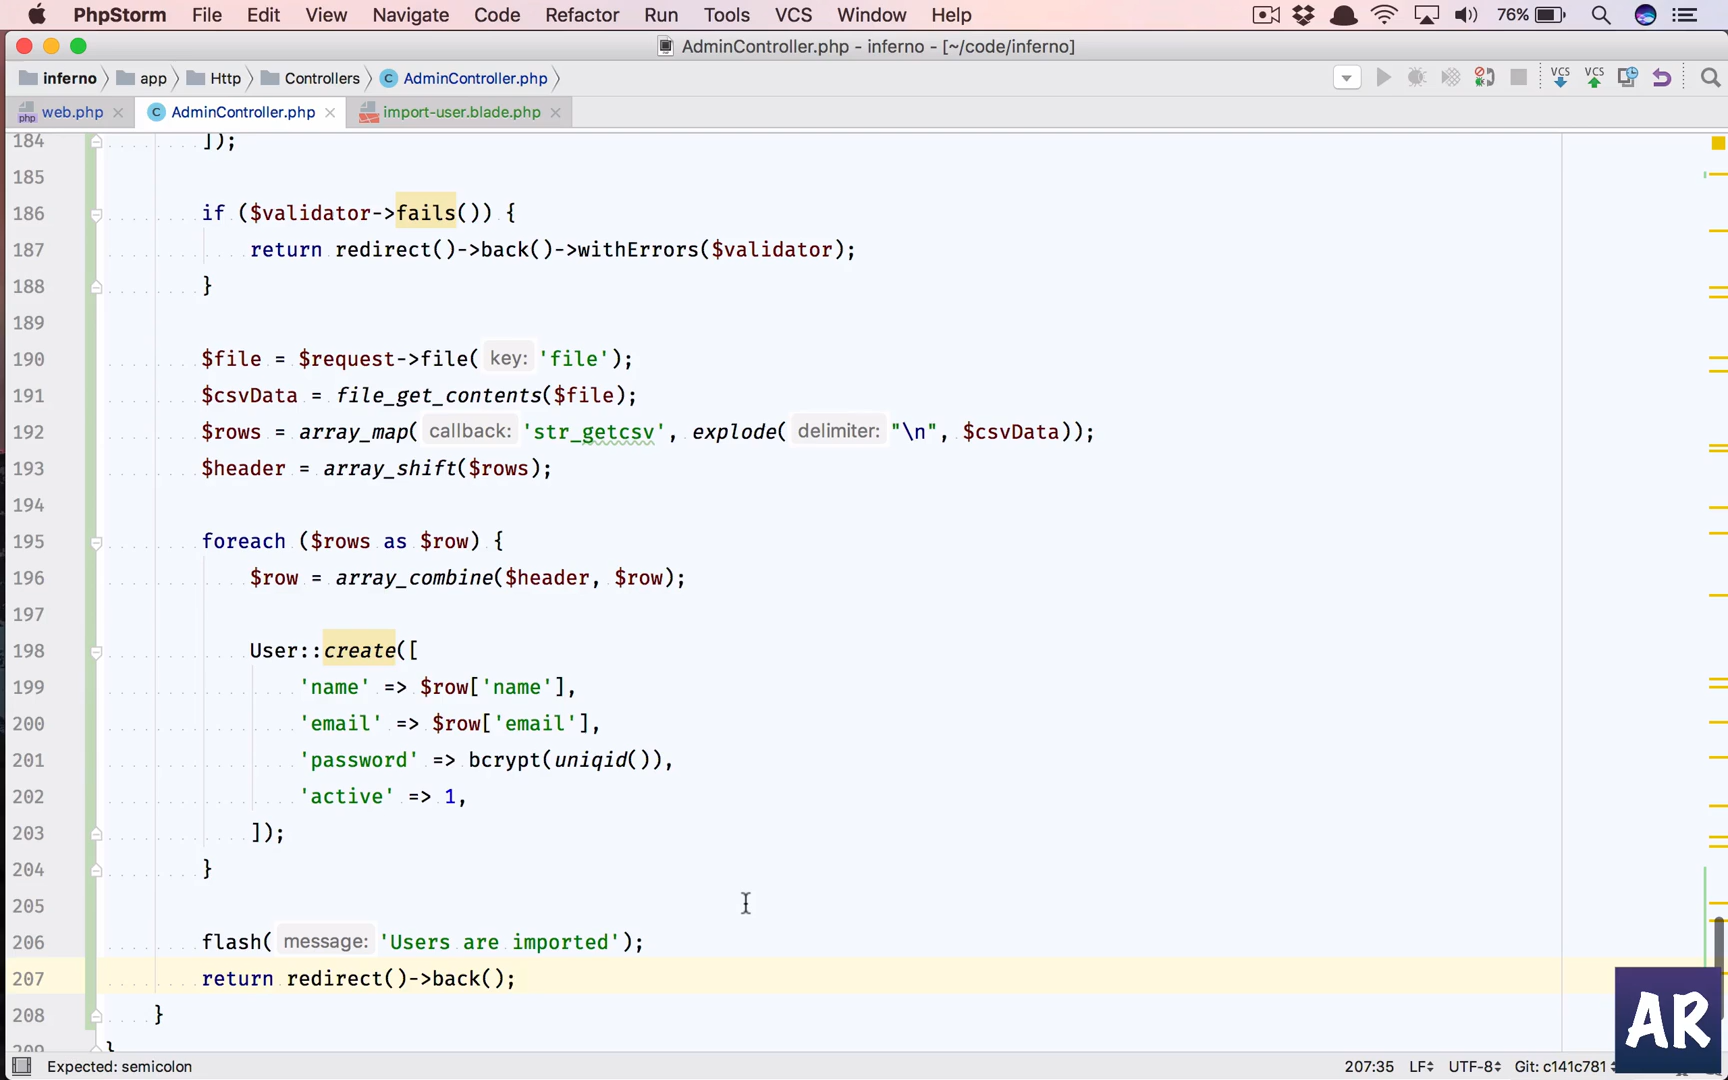 PhpStorm File Edit View Navigate Code Refactor Run Tools VCS Window Help 76%
AdminController.php - inferno - [~/code/inferno]
inferno app Http Controllers C AdminController.php VCS VCS
php web.php C AdminController.php import-user.blade.php
184 ]);
185
186 if ($validator->fails()) {
187 return redirect()->back()->withErrors($validator);
188 }
189
190 $file = $request->file( key: 'file');
191 $csvData = file_get_contents($file);
192 $rows = array_map( callback: 'str_getcsv', explode( delimiter: "\n", $csvData));
193 $header = array_shift($rows);
194
195 foreach ($rows as $row) {
196 $row = array_combine($header, $row);
197
198 User::create([
199 'name' => $row['name'],
200 'email' => $row['email'],
201 'password' => bcrypt(uniqid()),
202 'active' => 1,
203 ]);
204 }
205
206 flash( message: 'Users are imported');
207 return redirect()->back();
208 }
209 }
Expected: semicolon 207:35 LF UTF-8 Git: c141c781
AR